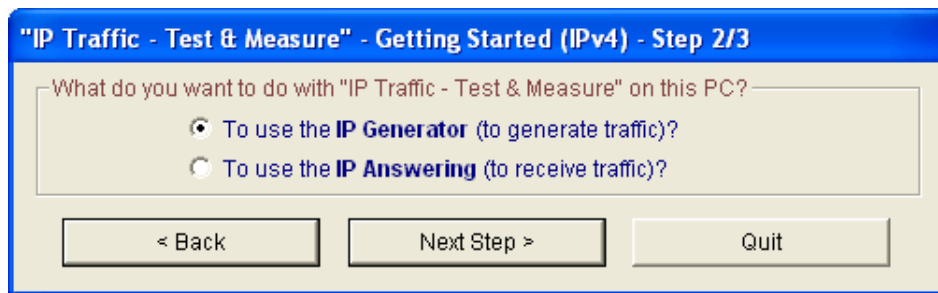 "IP Traffic - Test & Measure" - Getting Started (IPv4) - Step 2/3
What do you want to do with "IP Traffic - Test & Measure" on this PC?
To use the IP Generator (to generate traffic)?
To use the IP Answering (to receive traffic)?
< Back Next Step > Quit